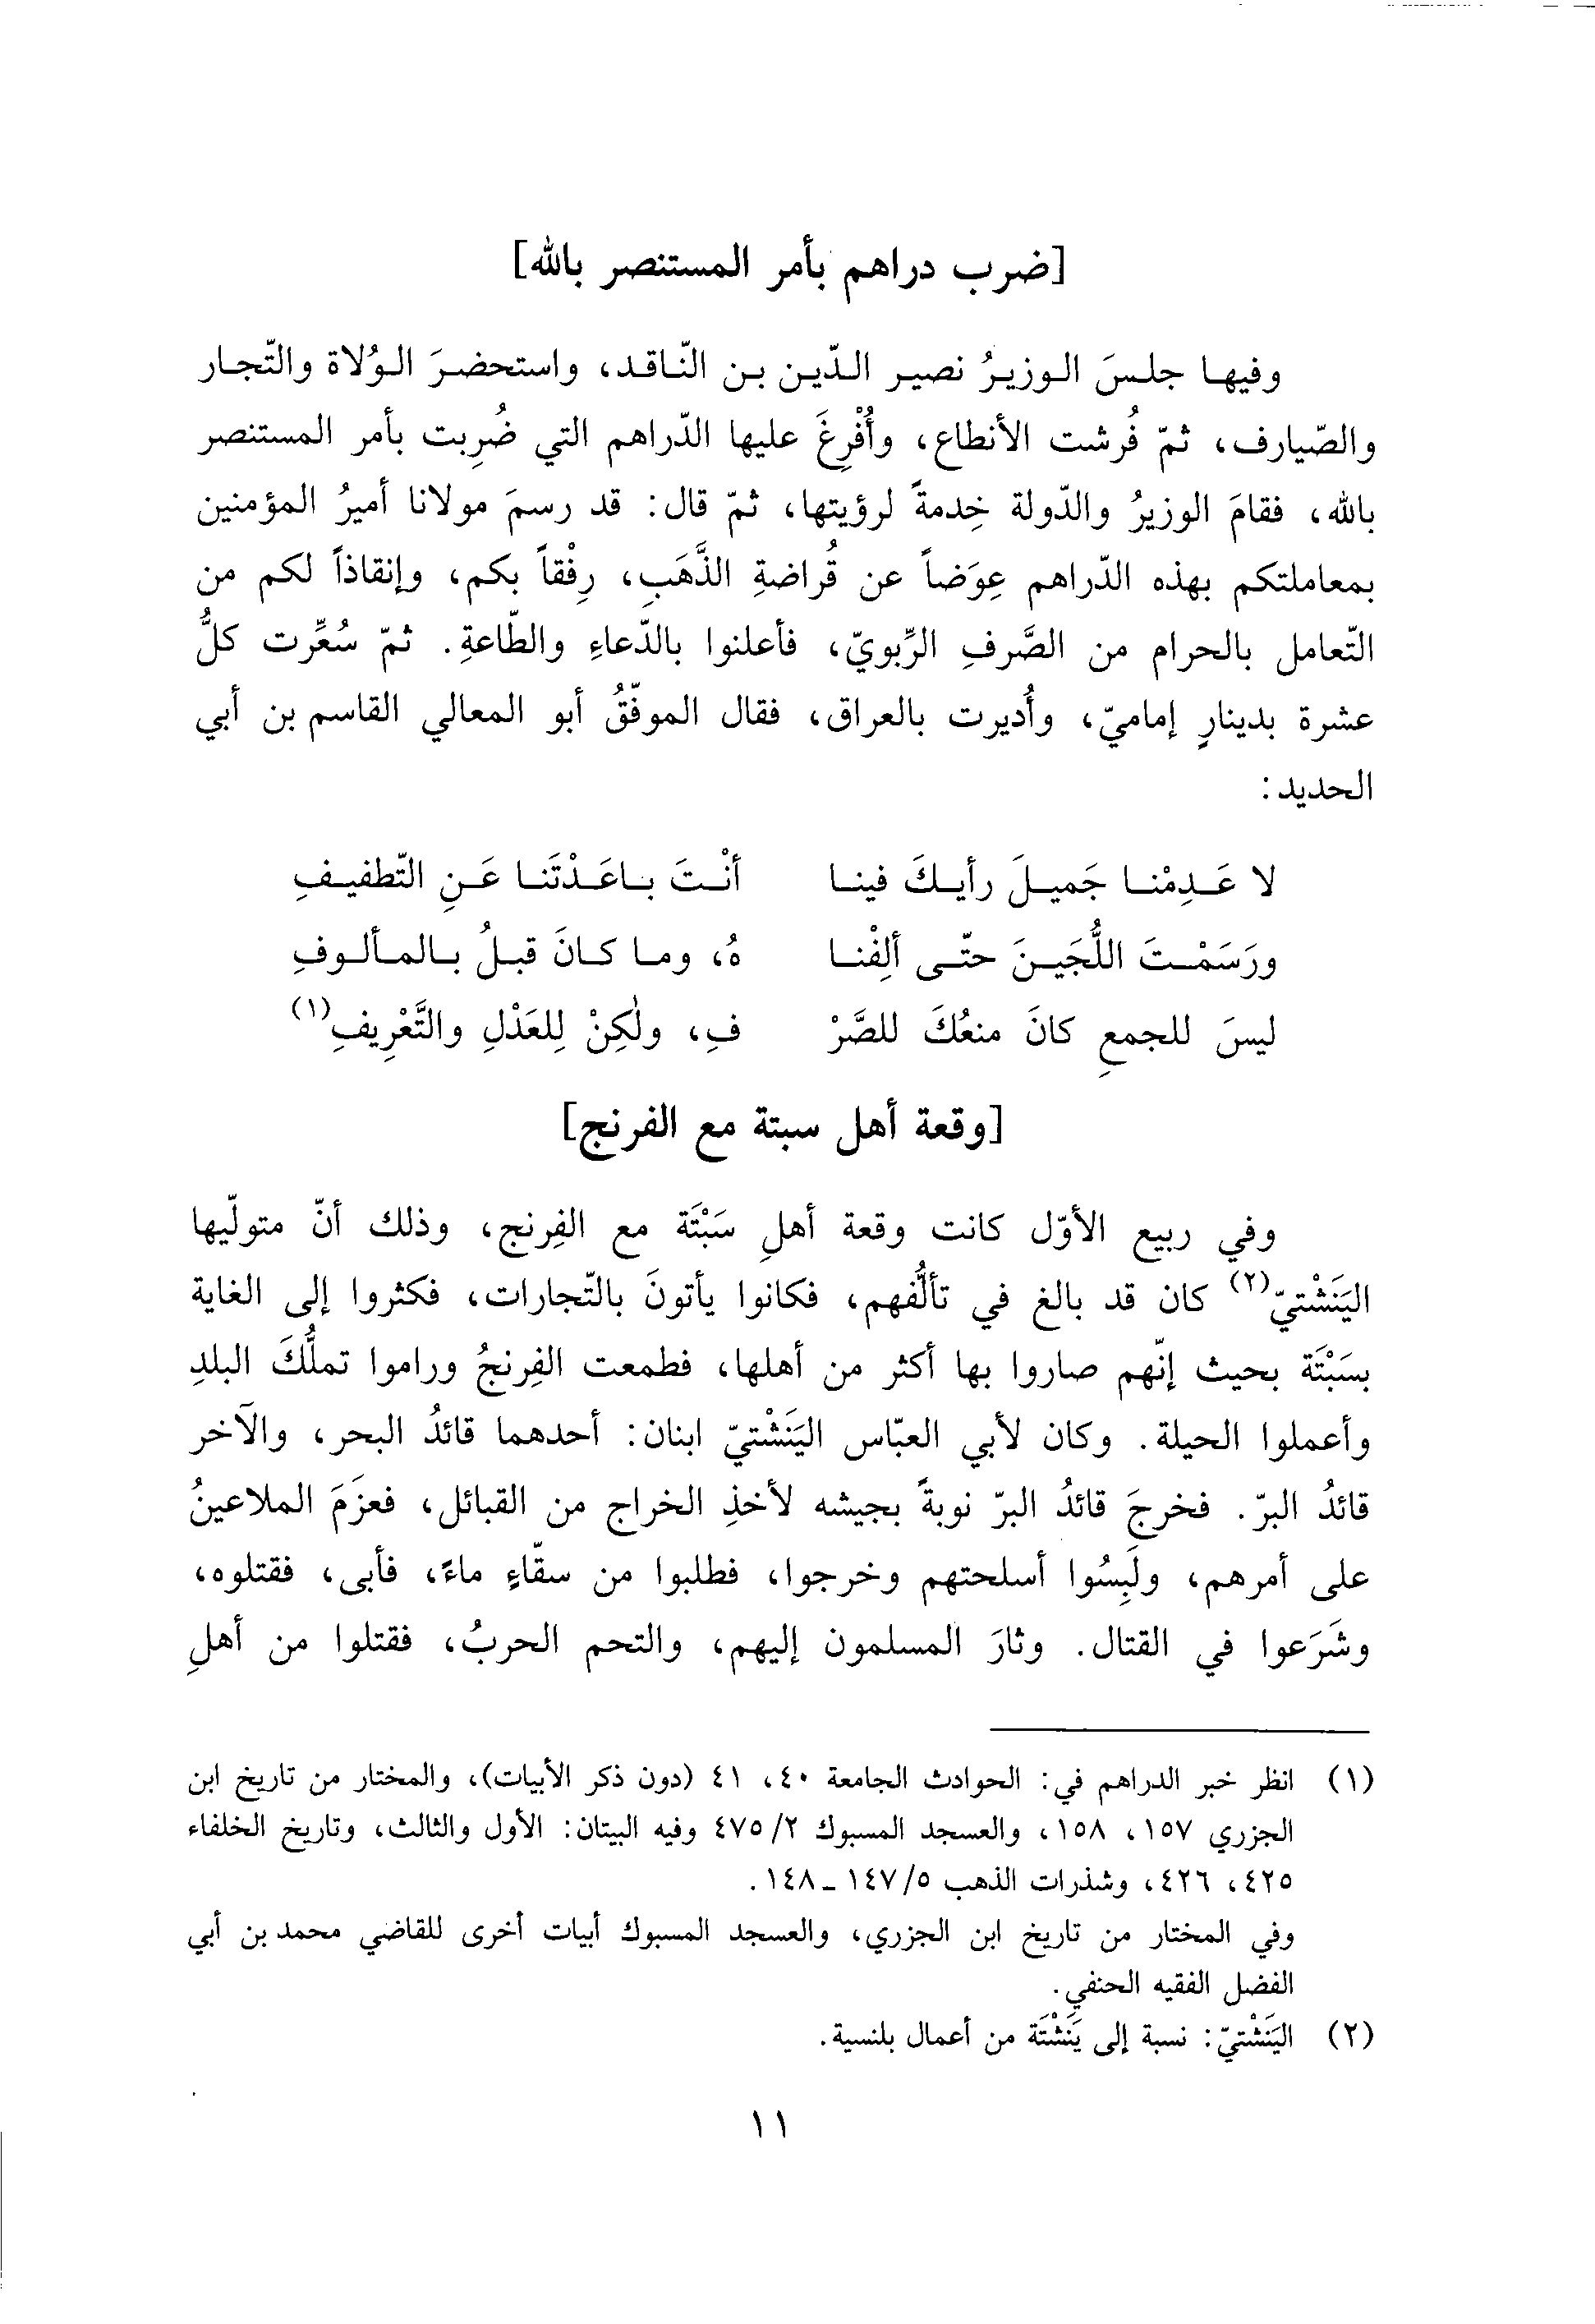 [ضرب دراهم بأمر المستنصر بالله]
وفيها جلسَ الوزيرُ نصير الدّين بن النّاقد، واستحضرَ الوُلاة والتّجار
والصّيارف، ثمّ فُرشت الأنطاع، وأُفْرِغَ عليها الدّراهم التي ضُرِبت بأمر المستنصر
بالله، فقامَ الوزيرُ والدّولة خِدمةً لرؤيتها، ثمّ قال: قد رسمَ مولانا أميرُ المؤمنين
بمعاملتكم بهذه الدّراهم عِوَضاً عن قُراضةِ الذَّهَبِ، رِفْقاً بكم، وإنقاذاً لكم من
التّعامل بالحرام من الصَّرفِ الرِّبويّ، فأعلنوا بالدّعاءِ والطّاعةِ. ثمّ سُعِّرت كلُّ
عشرة بدينارٍ إماميّ، وأُديرت بالعراق، فقال الموفّقُ أبو المعالي القاسم بن أبي
الحديد:
لا عَدِمْنا جَميلَ رأيكَ فينا أنْتَ باعَدْتَنا عَنِ التّطفيفِ
ورَسَمْتَ اللُّجَينَ حتّى ألِفْنا هُ، وما كانَ قبلُ بالمألوفِ
ليسَ للجمعِ كانَ منعُكَ للصَّرْ فِ، ولٰكِنْ لِلعَدْلِ والتَّعْرِيفِ(١)
[وقعة أهل سبتة مع الفرنج]
وفي ربيع الأوّل كانت وقعة أهلِ سَبْتَة مع الفِرنج، وذلك أنّ متولّيها
اليَنَشْتيّ(٢) كان قد بالغ في تألُّفهم، فكانوا يأتونَ بالتّجارات، فكثروا إلى الغاية
بسَبْتَة بحيث إنّهم صاروا بها أكثر من أهلها، فطمعت الفِرنجُ وراموا تملُّكَ البلدِ
وأعملوا الحيلة. وكان لأبي العبّاس اليَنَشْتيّ ابنان: أحدهما قائدُ البحر، والآخر
قائدُ البرّ. فخرجَ قائدُ البرّ نوبةً بجيشه لأخذِ الخراج من القبائل، فعزَمَ الملاعينُ
على أمرهم، ولَبِسُوا أسلحتهم وخرجوا، فطلبوا من سقّاءٍ ماءً، فأبى، فقتلوه،
وشَرَعوا في القتال. وثارَ المسلمون إليهم، والتحم الحربُ، فقتلوا من أهلِ
(١) انظر خبر الدراهم في: الحوادث الجامعة ٤٠، ٤١ (دون ذكر الأبيات)، والمختار من تاريخ ابن
الجزري ١٥٧، ١٥٨، والعسجد المسبوك ٤٧٥/٢ وفيه البيتان: الأول والثالث، وتاريخ الخلفاء
٤٢٥، ٤٢٦، وشذرات الذهب ١٤٧/٥ ـ ١٤٨.
وفي المختار من تاريخ ابن الجزري، والعسجد المسبوك أبيات أخرى للقاضي محمد بن أبي
الفضل الفقيه الحنفي.
(٢) اليَنَشْتيّ: نسبة إلى يَنَشْتَة من أعمال بلنسية.
١١